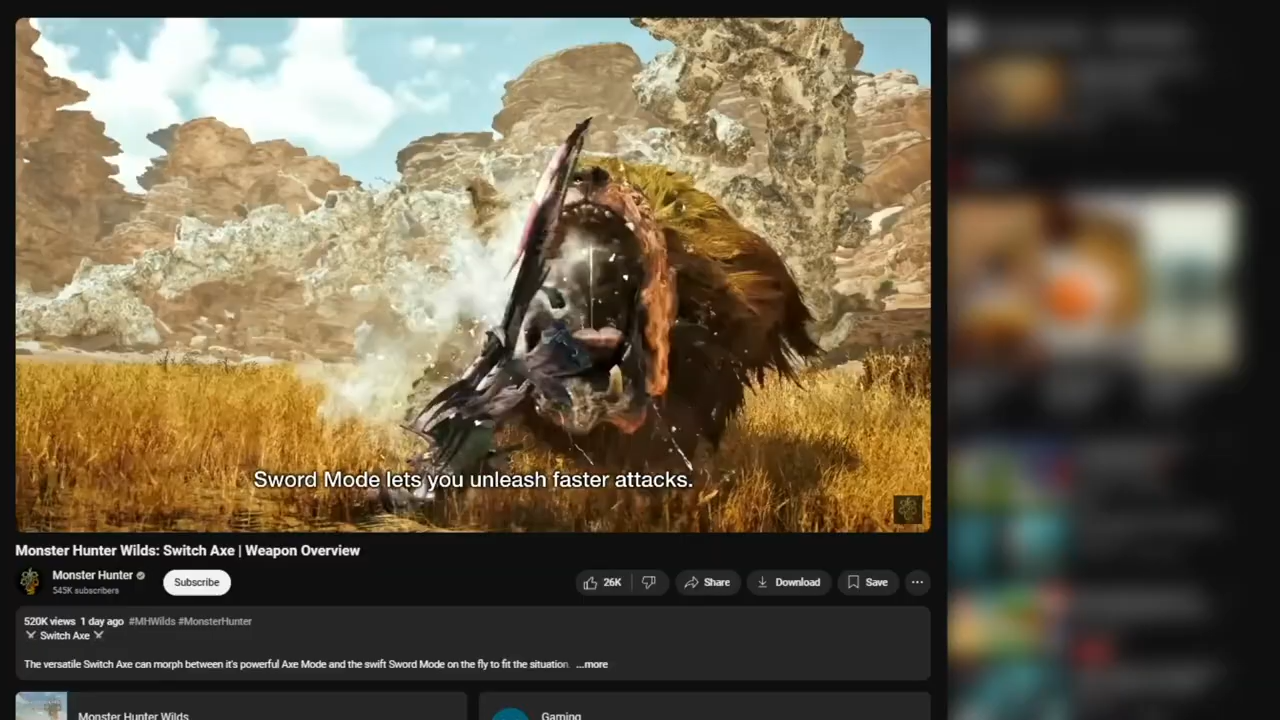 Sword Mode lets you unleash faster attacks.
Monster Hunter Wilds: Switch Axe | Weapon Overview
Monster Hunter
545K subscribers
Subscribe
26K
Share
Download
Save
520K views 1 day ago #MHWilds #MonsterHunter
⚔ Switch Axe ⚔
The versatile Switch Axe can morph between it's powerful Axe Mode and the swift Sword Mode on the fly to fit the situation. ...more
Monster Hunter Wilds
Gaming